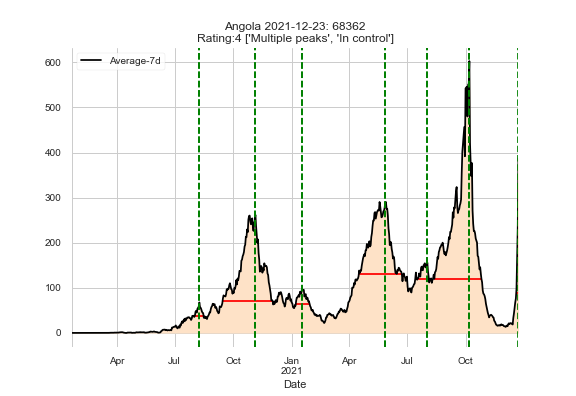 Angola 2021-12-23: 68362
Rating:4 ['Multiple peaks', 'In control']
Average-7d
600
500
400
300
200
100
0
Apr Jul Oct Jan Apr Jul Oct
2021
Date